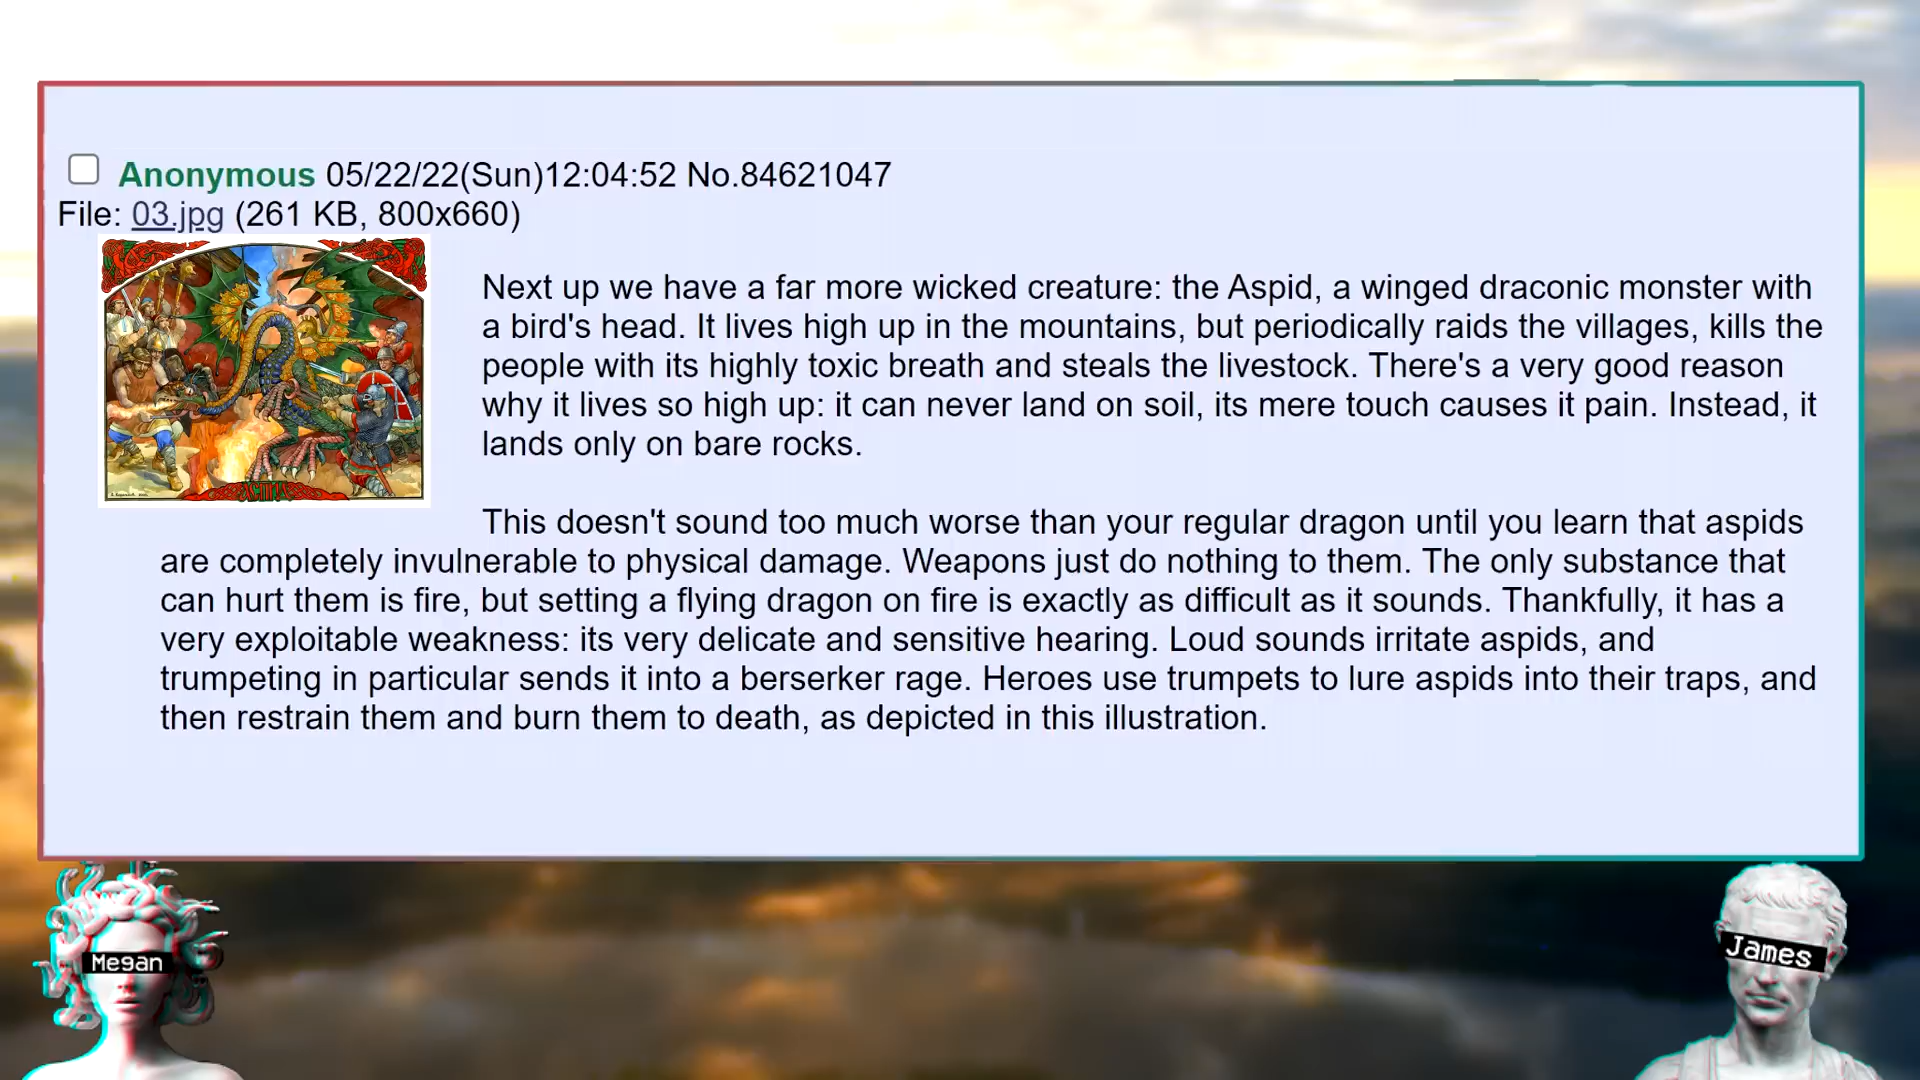 Anonymous 05/22/22(Sun)12:04:52 No.84621047
File: 03.jpg (261 KB, 800x660)
Next up we have a far more wicked creature: the Aspid, a winged draconic monster with
a bird's head. It lives high up in the mountains, but periodically raids the villages, kills the
people with its highly toxic breath and steals the livestock. There's a very good reason
why it lives so high up: it can never land on soil, its mere touch causes it pain. Instead, it
lands only on bare rocks.
This doesn't sound too much worse than your regular dragon until you learn that aspids
are completely invulnerable to physical damage. Weapons just do nothing to them. The only substance that
can hurt them is fire, but setting a flying dragon on fire is exactly as difficult as it sounds. Thankfully, it has a
very exploitable weakness: its very delicate and sensitive hearing. Loud sounds irritate aspids, and
trumpeting in particular sends it into a berserker rage. Heroes use trumpets to lure aspids into their traps, and
then restrain them and burn them to death, as depicted in this illustration.
Megan
James